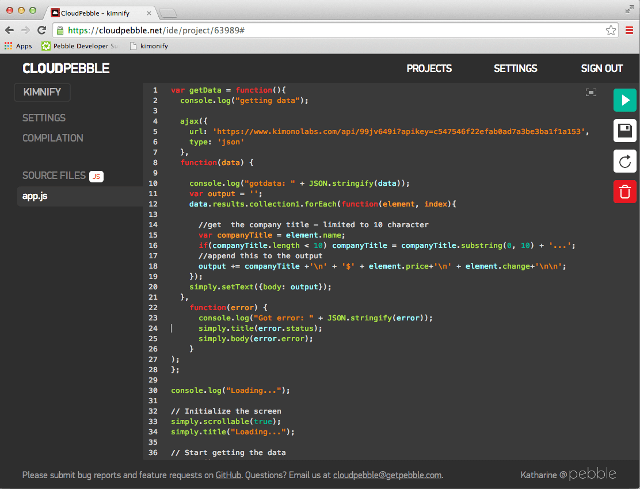 CloudPebble – kimnify
https://cloudpebble.net/ide/project/63989#
Apps Pebble Developer Su kimonify
CLOUDPEBBLE PROJECTS SETTINGS SIGN OUT
KIMNIFY
SETTINGS
COMPILATION
SOURCE FILES JS
app.js
1 var getData = function(){
2 console.log("getting data");
3
4 ajax({
5 url: 'https://www.kimonolabs.com/api/99jv649i?apikey=c547546f22efab0ad7a3be3ba1f1a153',
6 type: 'json'
7 },
8 function(data) {
9
10 console.log("gotdata: " + JSON.stringify(data));
11 var output = '';
12 data.results.collection1.forEach(function(element, index){
13
14 //get the company title - limited to 10 character
15 var companyTitle = element.name;
16 if(companyTitle.length < 10) companyTitle = companyTitle.substring(0, 10) + '...';
17 //append this to the output
18 output += companyTitle +'\n' + '$' + element.price+'\n' + element.change+'\n\n';
19 });
20 simply.setText({body: output});
21 },
22 function(error) {
23 console.log("Got error: " + JSON.stringify(error));
24 simply.title(error.status);
25 simply.body(error.error);
26 }
27 );
28 };
29
30 console.log("Loading...");
31
32 // Initialize the screen
33 simply.scrollable(true);
34 simply.title("Loading...");
35
36 // Start getting the data
Please submit bug reports and feature requests on GitHub. Questions? Email us at cloudpebble@getpebble.com. Katharine @ pebble